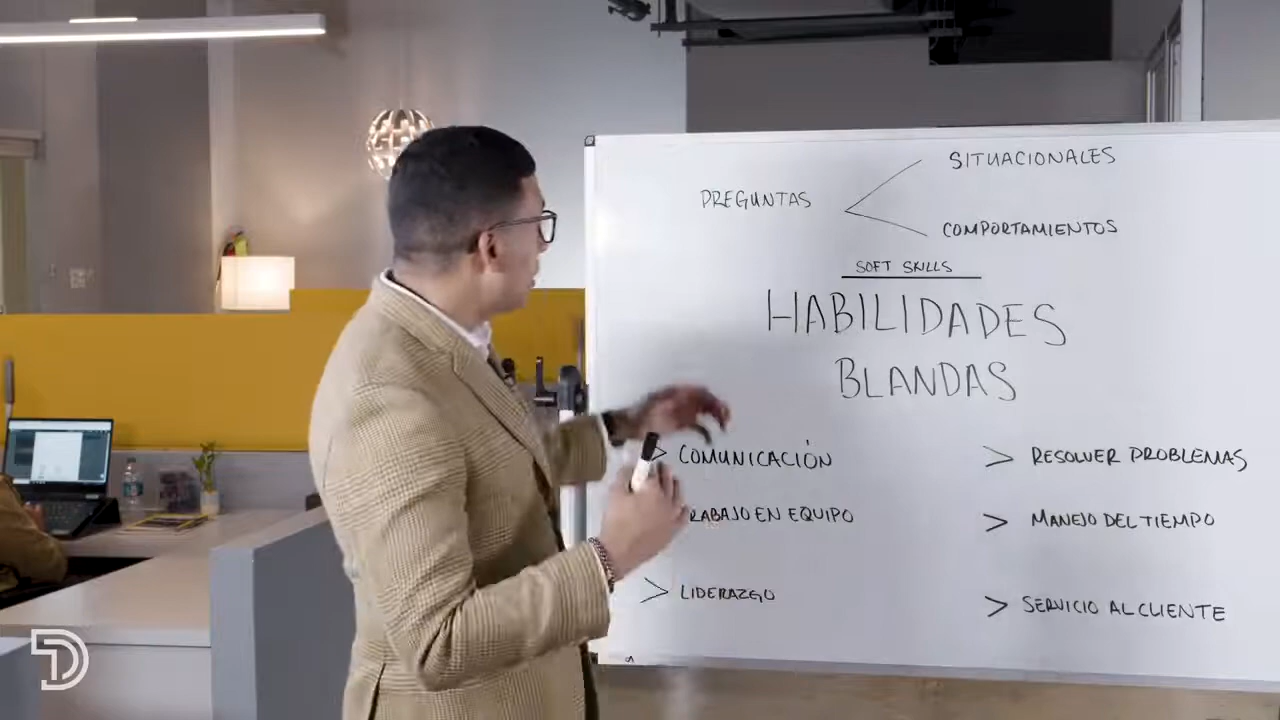 SITUACIONALES
PREGUNTAS
COMPORTAMIENTOS
SOFT SKILLS
HABILIDADES
BLANDAS
> COMUNICACIÓN
RABAJO EN EQUIPO
> LIDERAZGO
> RESOLVER PROBLEMAS
> MANEJO DEL TIEMPO
> SERVICIO AL CLIENTE